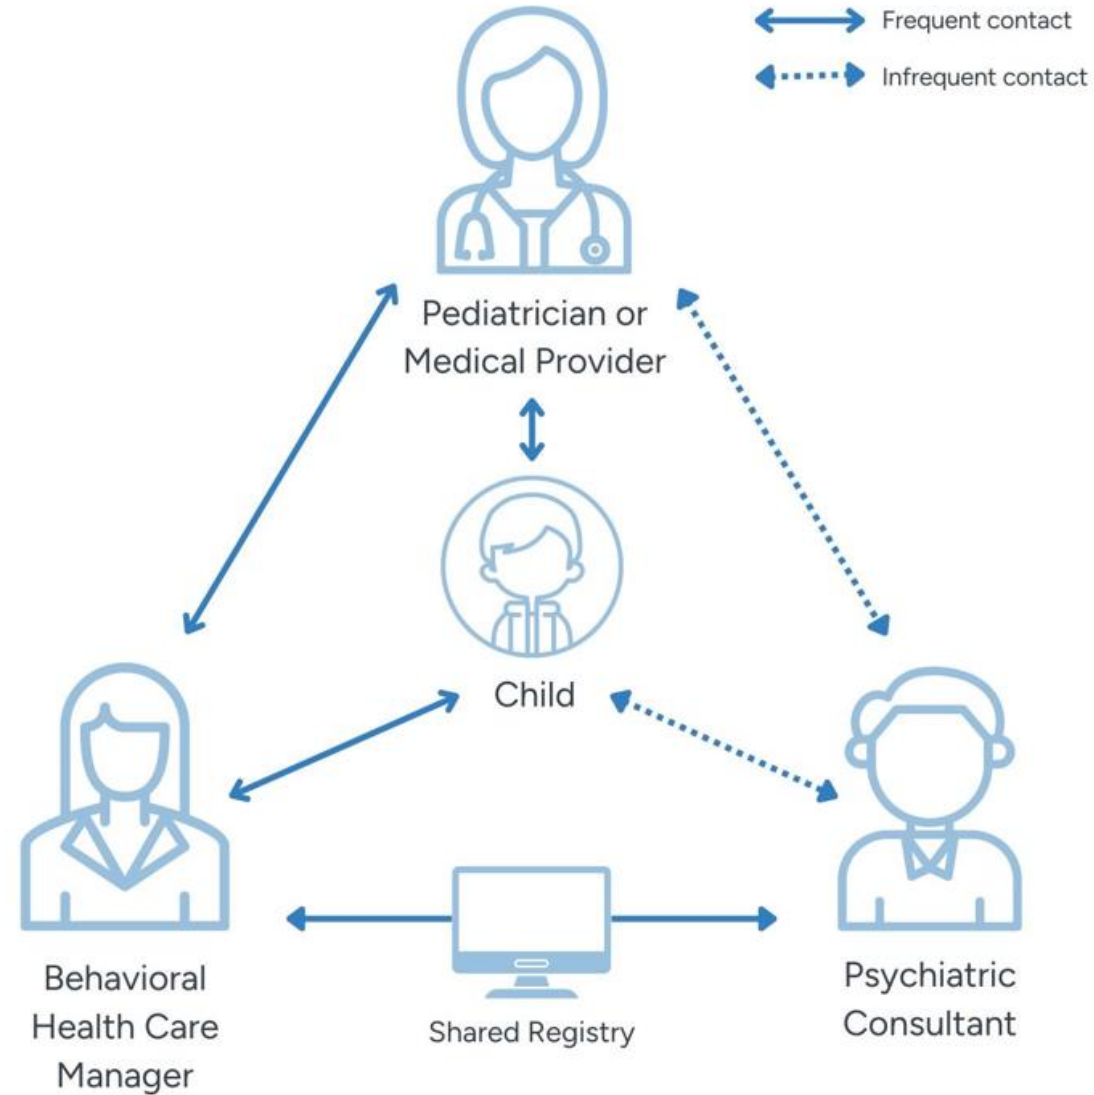 Frequent contact
Infrequent contact
Pediatrician or
Medical Provider
Child
Behavioral
Health Care
Manager
Shared Registry
Psychiatric
Consultant